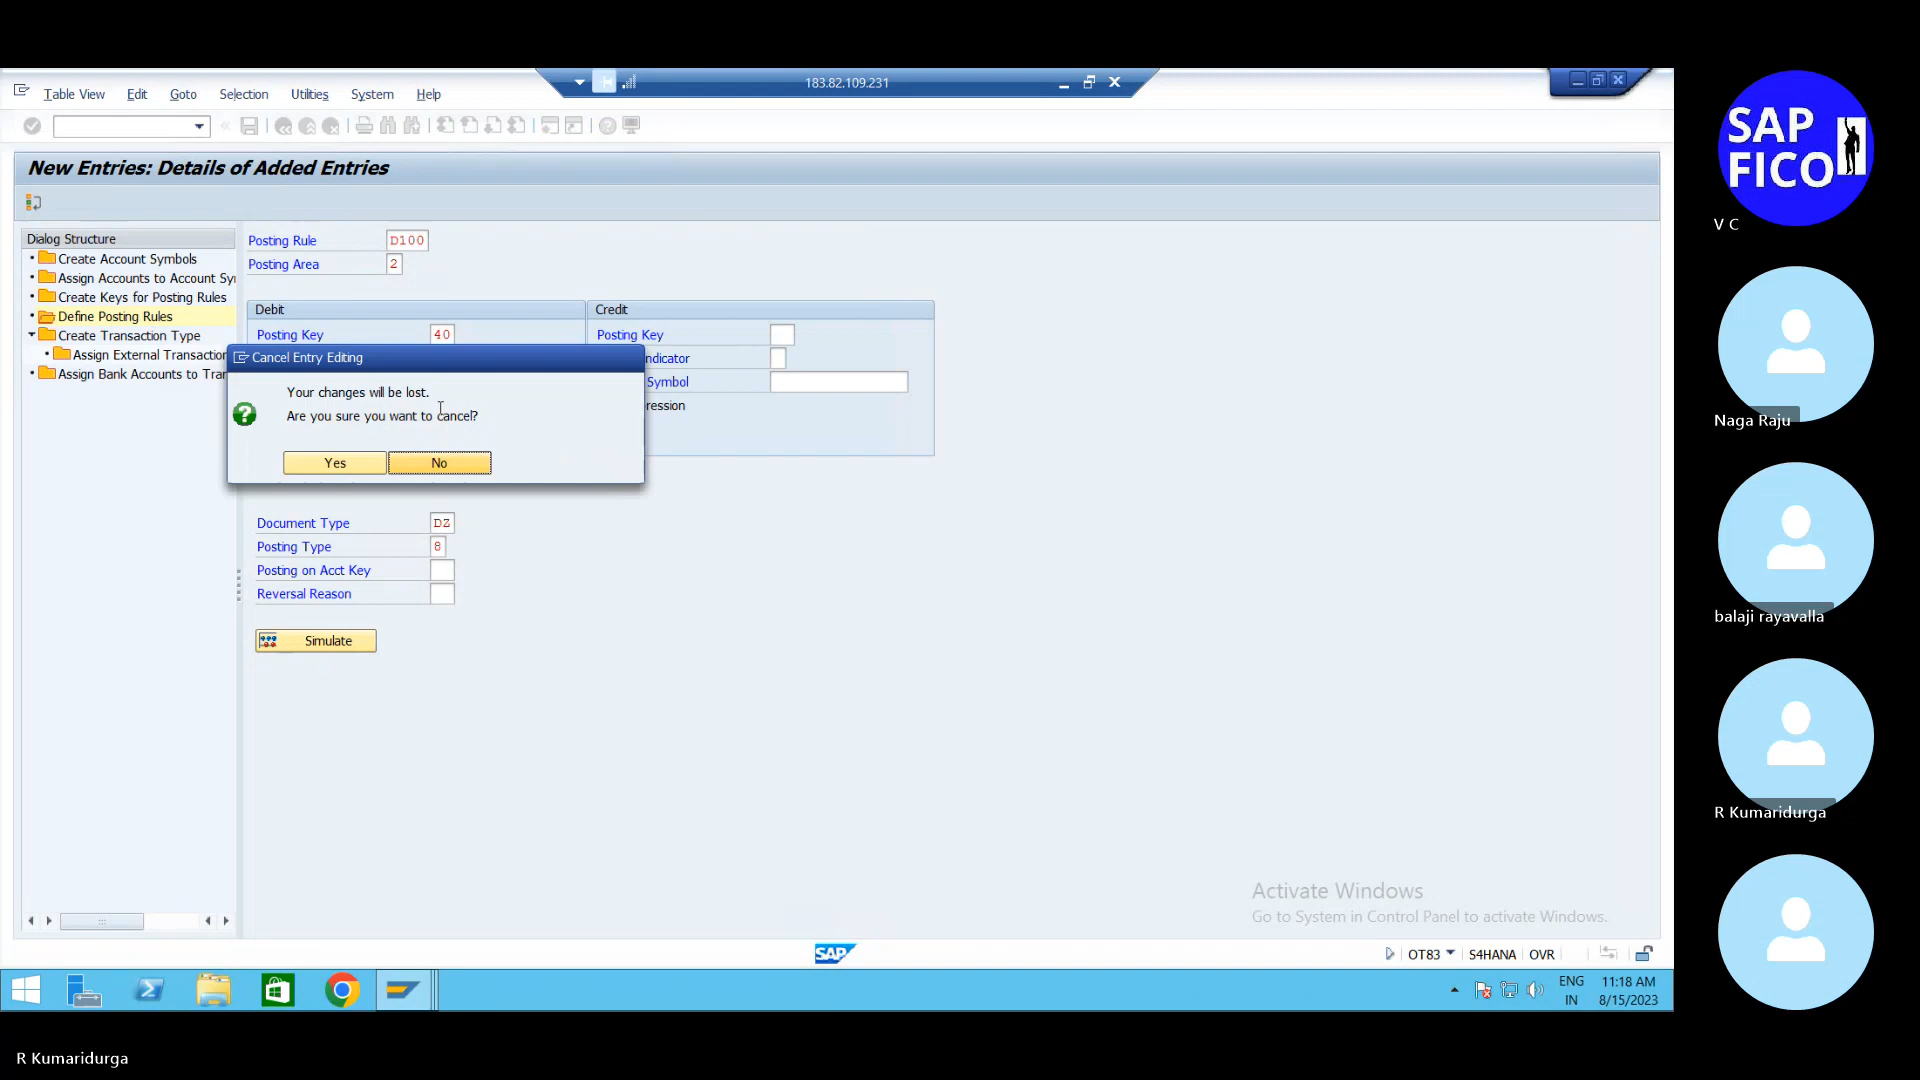 183.82.109.231
Table View Edit Goto Selection Utilities System Help
New Entries: Details of Added Entries
Dialog Structure
Create Account Symbols
Assign Accounts to Account Sy
Create Keys for Posting Rules
Define Posting Rules
Create Transaction Type
Assign External Transaction
Assign Bank Accounts to Tran
Posting Rule D100
Posting Area 2
Debit Credit
Posting Key 40 Posting Key
ndicator
Symbol
ression
Cancel Entry Editing
Your changes will be lost.
Are you sure you want to cancel?
Yes No
Document Type DZ
Posting Type 8
Posting on Acct Key
Reversal Reason
Simulate
Activate Windows
Go to System in Control Panel to activate Windows.
SAP
OT83 S4HANA OVR
ENG
IN
11:18 AM
8/15/2023
SAP
FICO
V C
Naga Raju
balaji rayavalla
R Kumaridurga
R Kumaridurga